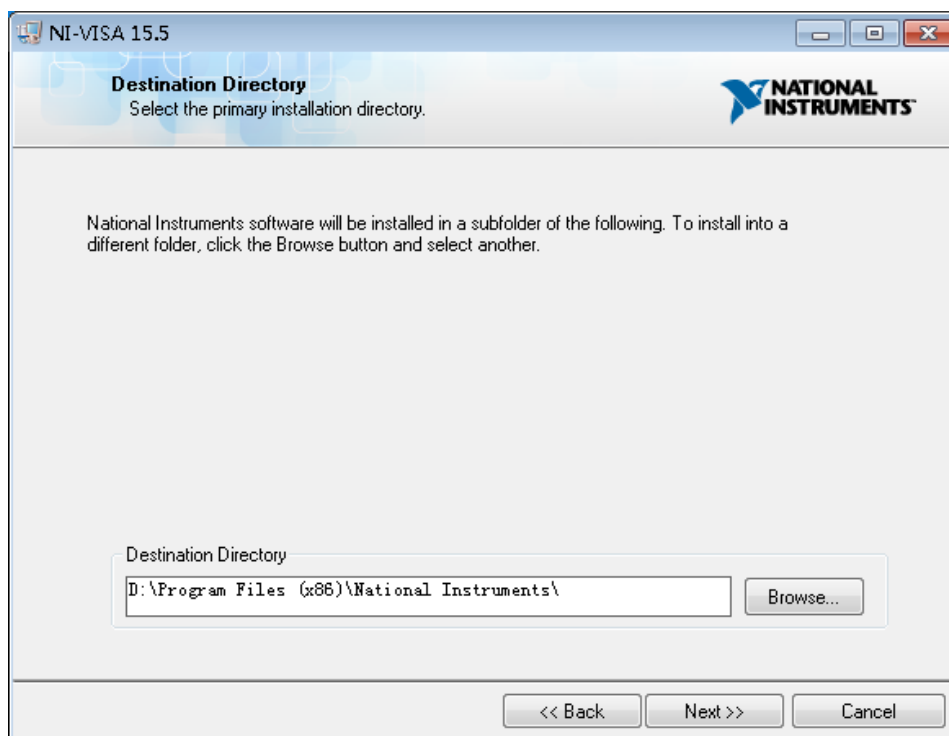 NI-VISA 15.5
Destination Directory
Select the primary installation directory.
NATIONAL
INSTRUMENTS™
National Instruments software will be installed in a subfolder of the following. To install into a
different folder, click the Browse button and select another.
Destination Directory
D:\Program Files (x86)\National Instruments\
Browse...
<< Back
Next >>
Cancel